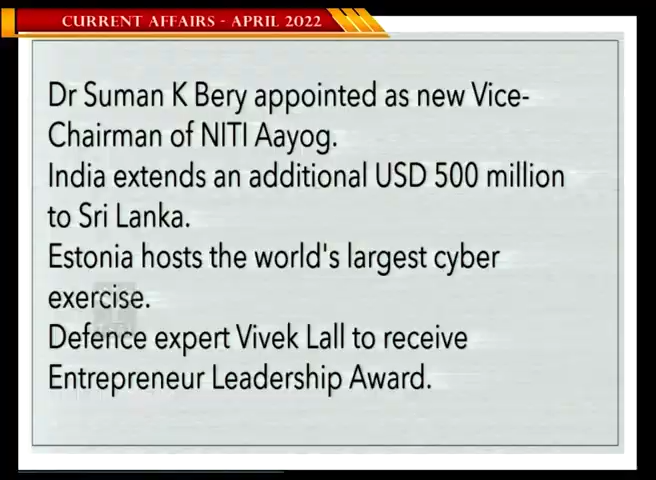 CURRENT AFFAIRS - APRIL 2022
Dr Suman K Bery appointed as new Vice-
Chairman of NITI Aayog.
India extends an additional USD 500 million
to Sri Lanka.
Estonia hosts the world's largest cyber
exercise.
Defence expert Vivek Lall to receive
Entrepreneur Leadership Award.